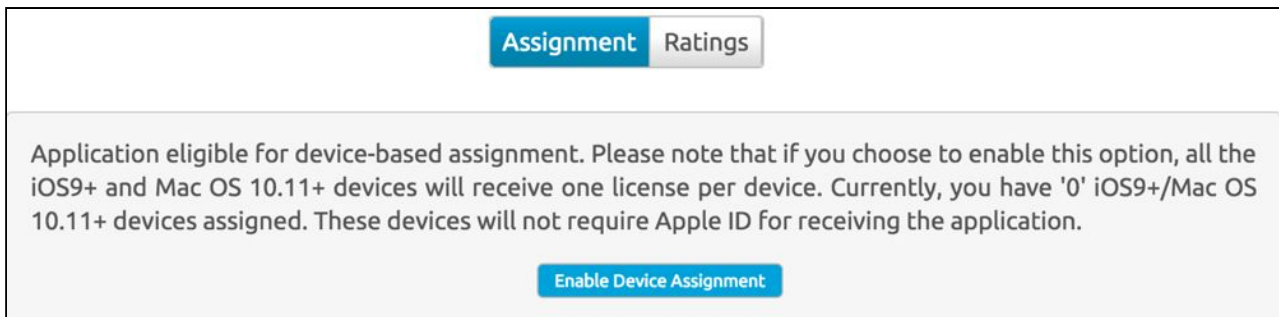 Assignment Ratings
Application eligible for device-based assignment. Please note that if you choose to enable this option, all the
iOS9+ and Mac OS 10.11+ devices will receive one license per device. Currently, you have '0' iOS9+/Mac OS
10.11+ devices assigned. These devices will not require Apple ID for receiving the application.
Enable Device Assignment